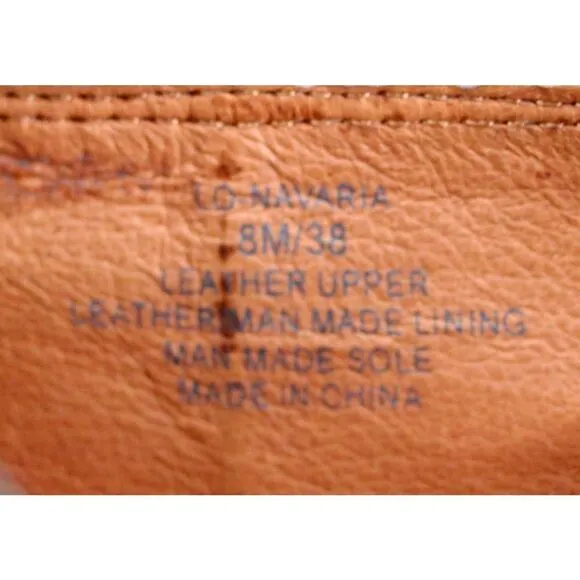 LO-NAVARIA
8M/38
LEATHER UPPER
LEATHER/MAN MADE LINING
MAN MADE SOLE
MADE IN CHINA